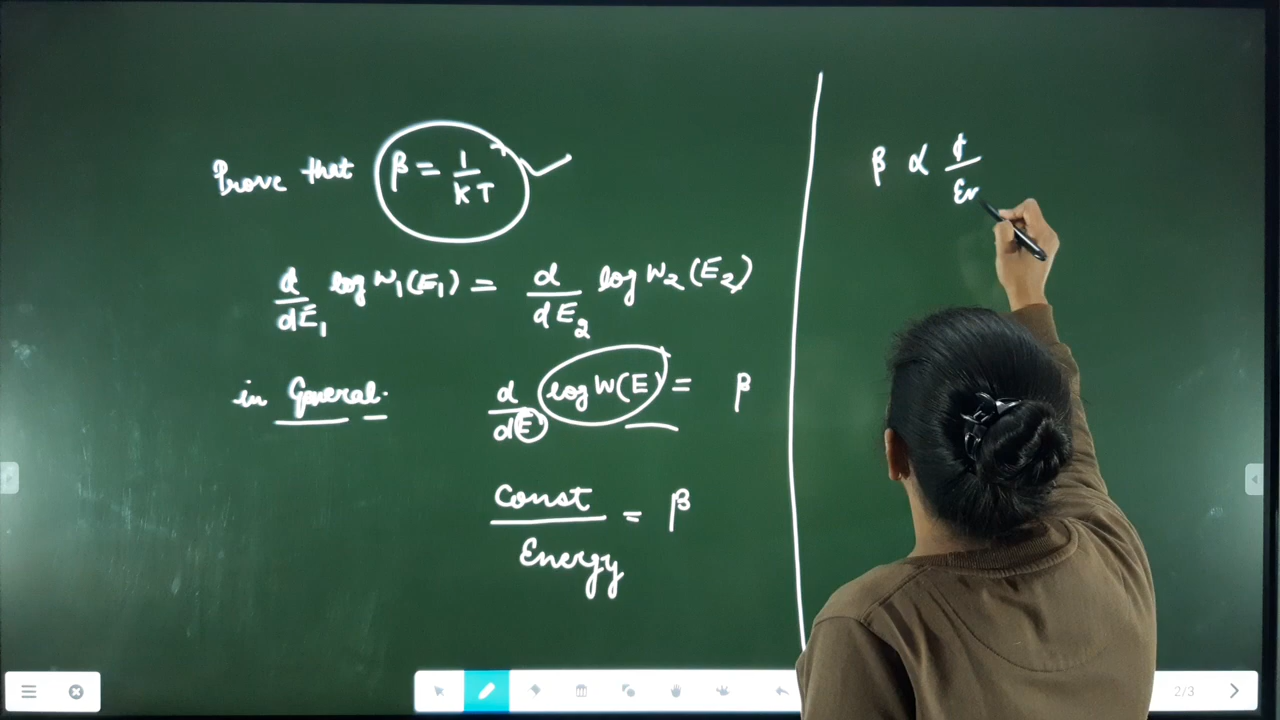 Prove that β = 1/KT
d/dE₁ log W₁(E₁) = d/dE₂ log W₂(E₂)
in General. d/dE log W(E) = β
Const/Energy = β
β ∝ 1/En
2/3